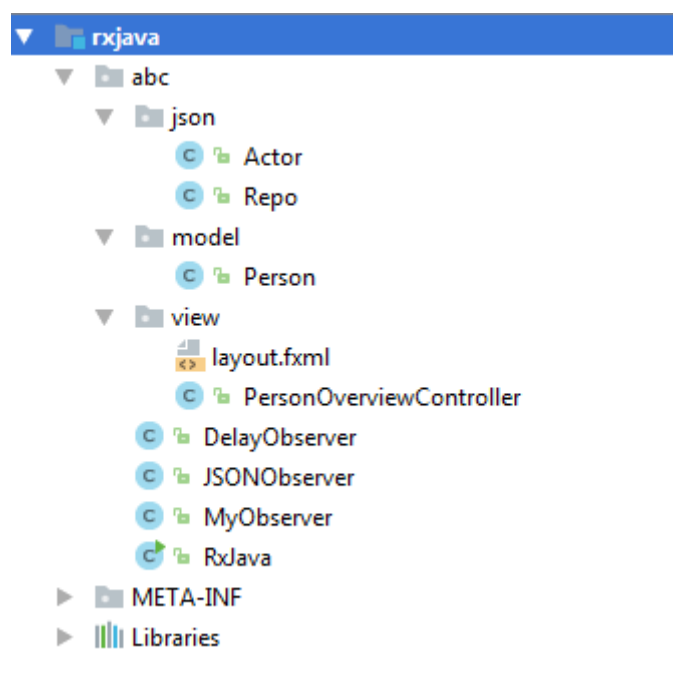 rxjava
abc
json
Actor
Repo
model
Person
view
layout.fxml
PersonOverviewController
DelayObserver
JSONObserver
MyObserver
RxJava
META-INF
Libraries